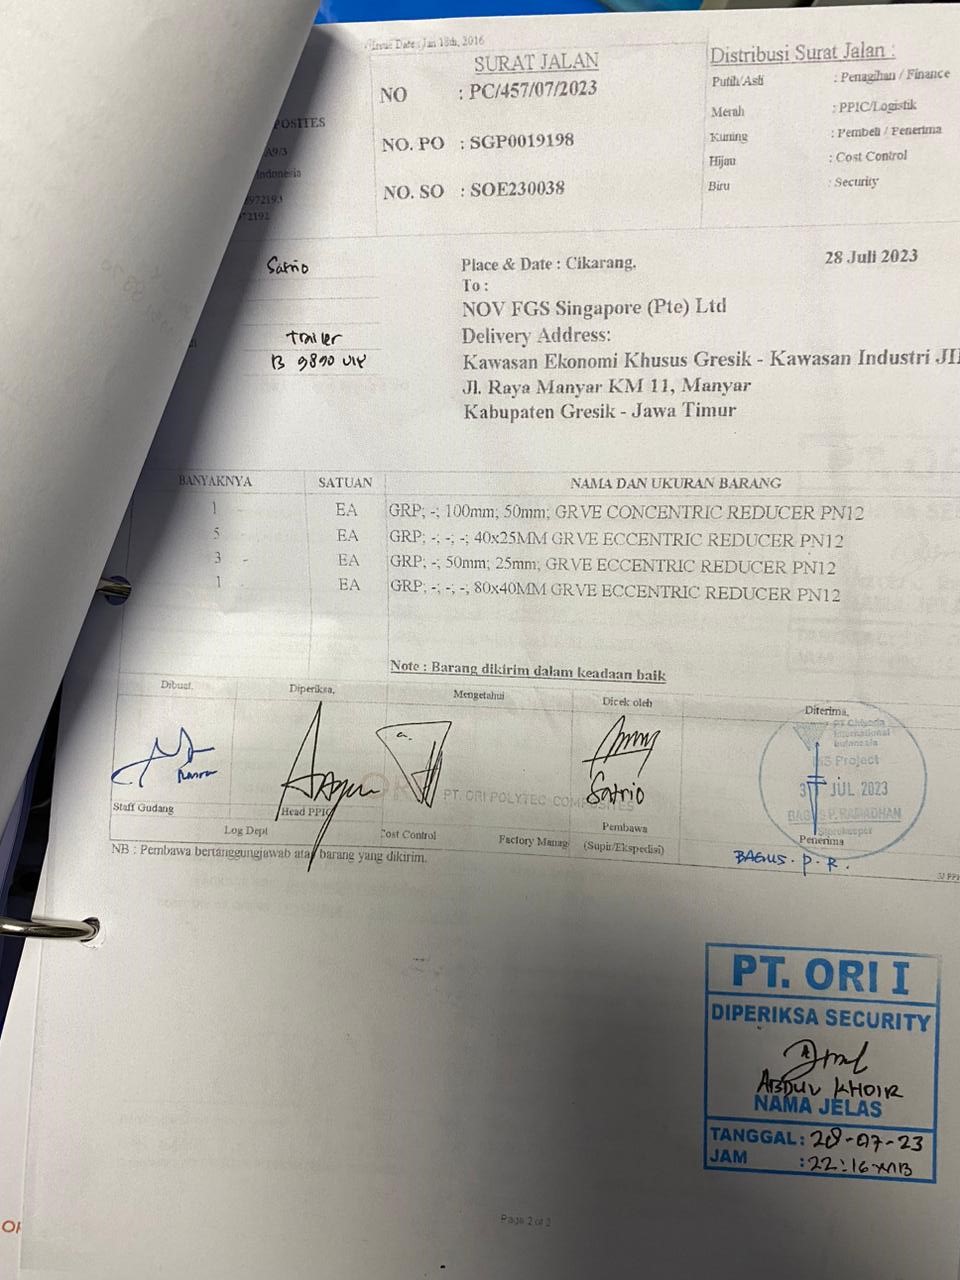 Issue Date : Jan 18th, 2016
SURAT JALAN
NO : PC/457/07/2023
NO. PO : SGP0019198
NO. SO : SOE230038
Distribusi Surat Jalan :
Putih/Asli : Penagihan / Finance
Merah : PPIC/Logistik
Kuning : Pembeli / Penerima
Hijau : Cost Control
Biru : Security
POSITES
A9/3
Indonesia
972193
972192
Satrio
Trailer
Place & Date : Cikarang,
28 Juli 2023
To :
NOV FGS Singapore (Pte) Ltd
Delivery Address:
Kawasan Ekonomi Khusus Gresik - Kawasan Industri JII
Jl. Raya Manyar KM 11, Manyar
Kabupaten Gresik - Jawa Timur
BANYAKNYA SATUAN NAMA DAN UKURAN BARANG
1 - EA GRP; -; 100mm; 50mm; GRVE CONCENTRIC REDUCER PN12
5 - EA GRP; -; -; -; 40x25MM GRVE ECCENTRIC REDUCER PN12
3 - EA GRP; -; 50mm; 25mm; GRVE ECCENTRIC REDUCER PN12
1 - EA GRP; -; -; -, 80x40MM GRVE ECCENTRIC REDUCER PN12
Note : Barang dikirim dalam keadaan baik
Dibuat, Diperiksa, Mengetahui Dicek oleh Diterima,
PT Chiyoda
International
Indonesia
Project
JUL 2023
BAGUS P. RAMADHAN
Storekeeper
Satrio
PT. ORI POLYTEC COMPOSITES
Staff Gudang Head PPIC Cost Control Factory Manag Pembawa Penerima
Log Dept (Supir/Ekspedisi)
BAGUS. P. R.
NB : Pembawa bertanggungjawab atas barang yang dikirim.
PT. ORI I
DIPERIKSA SECURITY
ABDUL KHOIR
NAMA JELAS
TANGGAL: 28-07-23
JAM : 22:16 WIB
Page 2 of 2